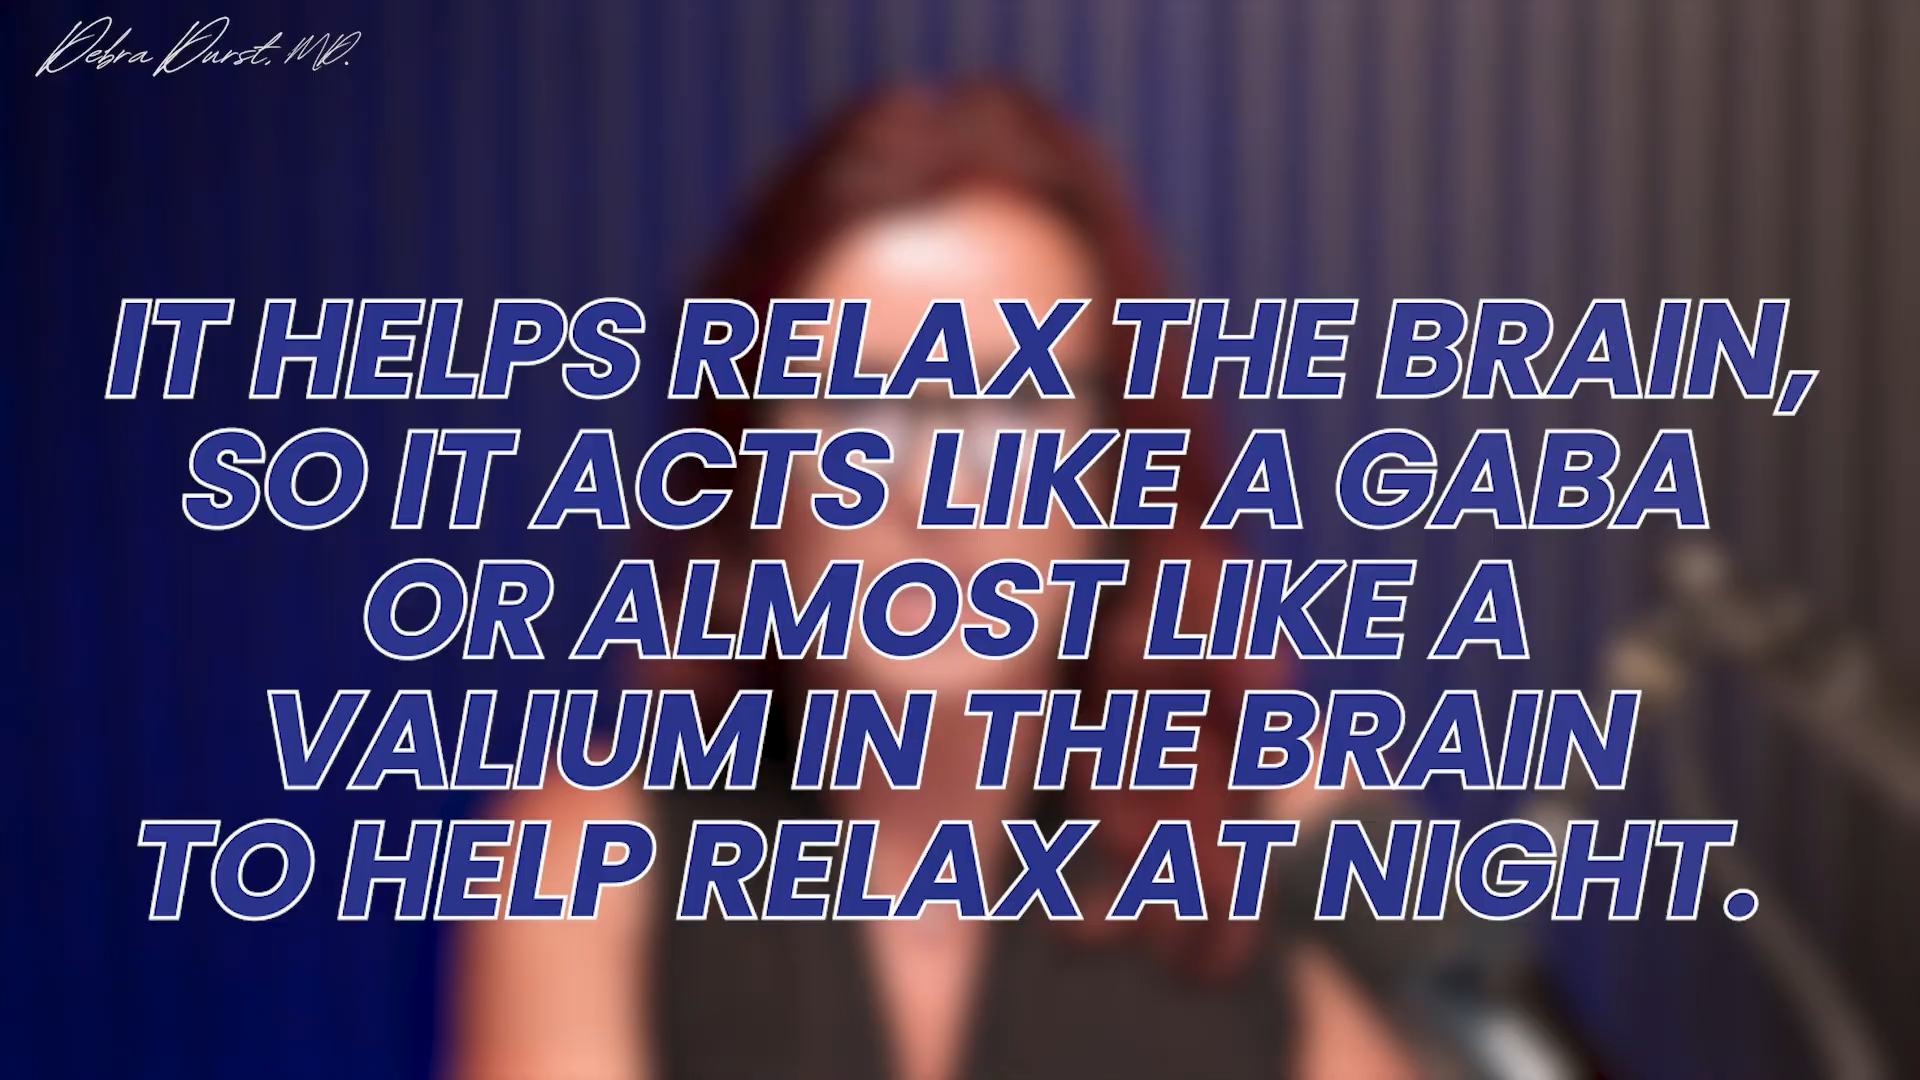 Debra Durst, MD.
IT HELPS RELAX THE BRAIN,
SO IT ACTS LIKE A GABA
OR ALMOST LIKE A
VALIUM IN THE BRAIN
TO HELP RELAX AT NIGHT.